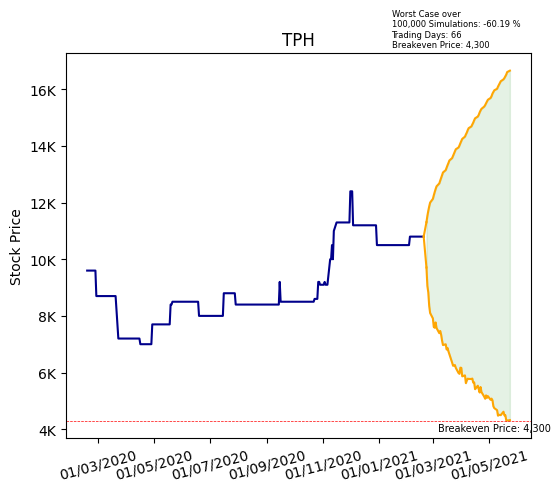 Worst Case over
100,000 Simulations: -60.19 %
Trading Days: 66
Breakeven Price: 4,300
TPH
Stock Price
16K
14K
12K
10K
8K
6K
4K
Breakeven Price: 4,300
01/03/2020
01/05/2020
01/07/2020
01/09/2020
01/11/2020
01/01/2021
01/03/2021
01/05/2021